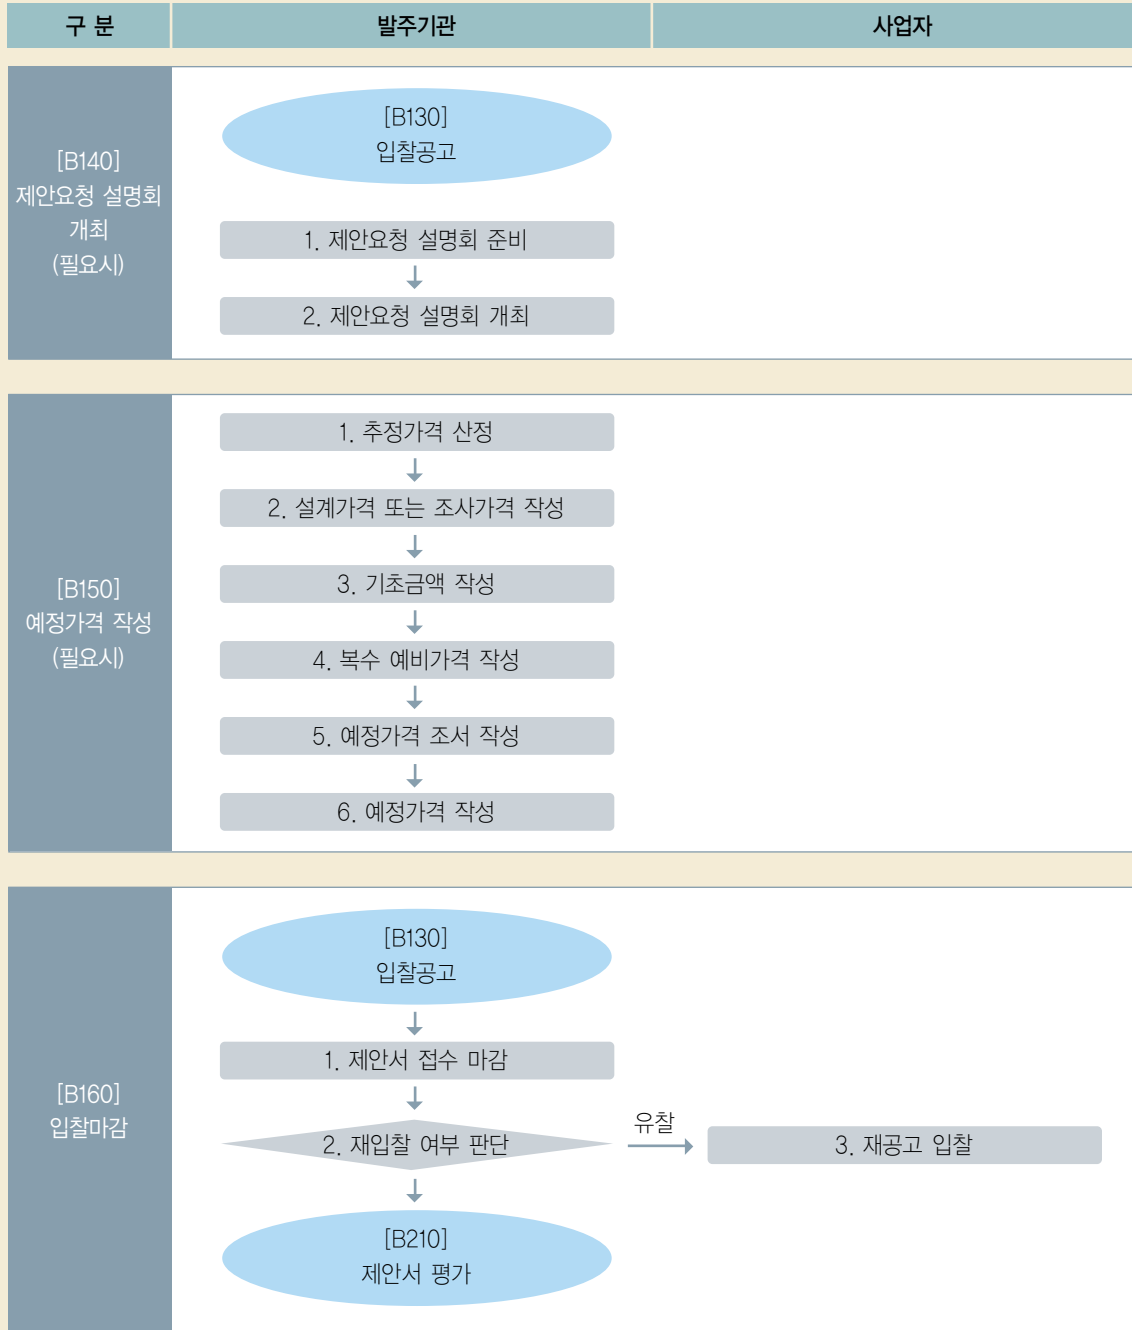 구 분
발주기관
사업자
[B140]
제안요청 설명회
개최
(필요시)
[B130]
입찰공고
1. 제안요청 설명회 준비
2. 제안요청 설명회 개최
[B150]
예정가격 작성
(필요시)
1. 추정가격 산정
2. 설계가격 또는 조사가격 작성
3. 기초금액 작성
4. 복수 예비가격 작성
5. 예정가격 조서 작성
6. 예정가격 작성
[B160]
입찰마감
[B130]
입찰공고
1. 제안서 접수 마감
2. 재입찰 여부 판단
유찰
3. 재공고 입찰
[B210]
제안서 평가